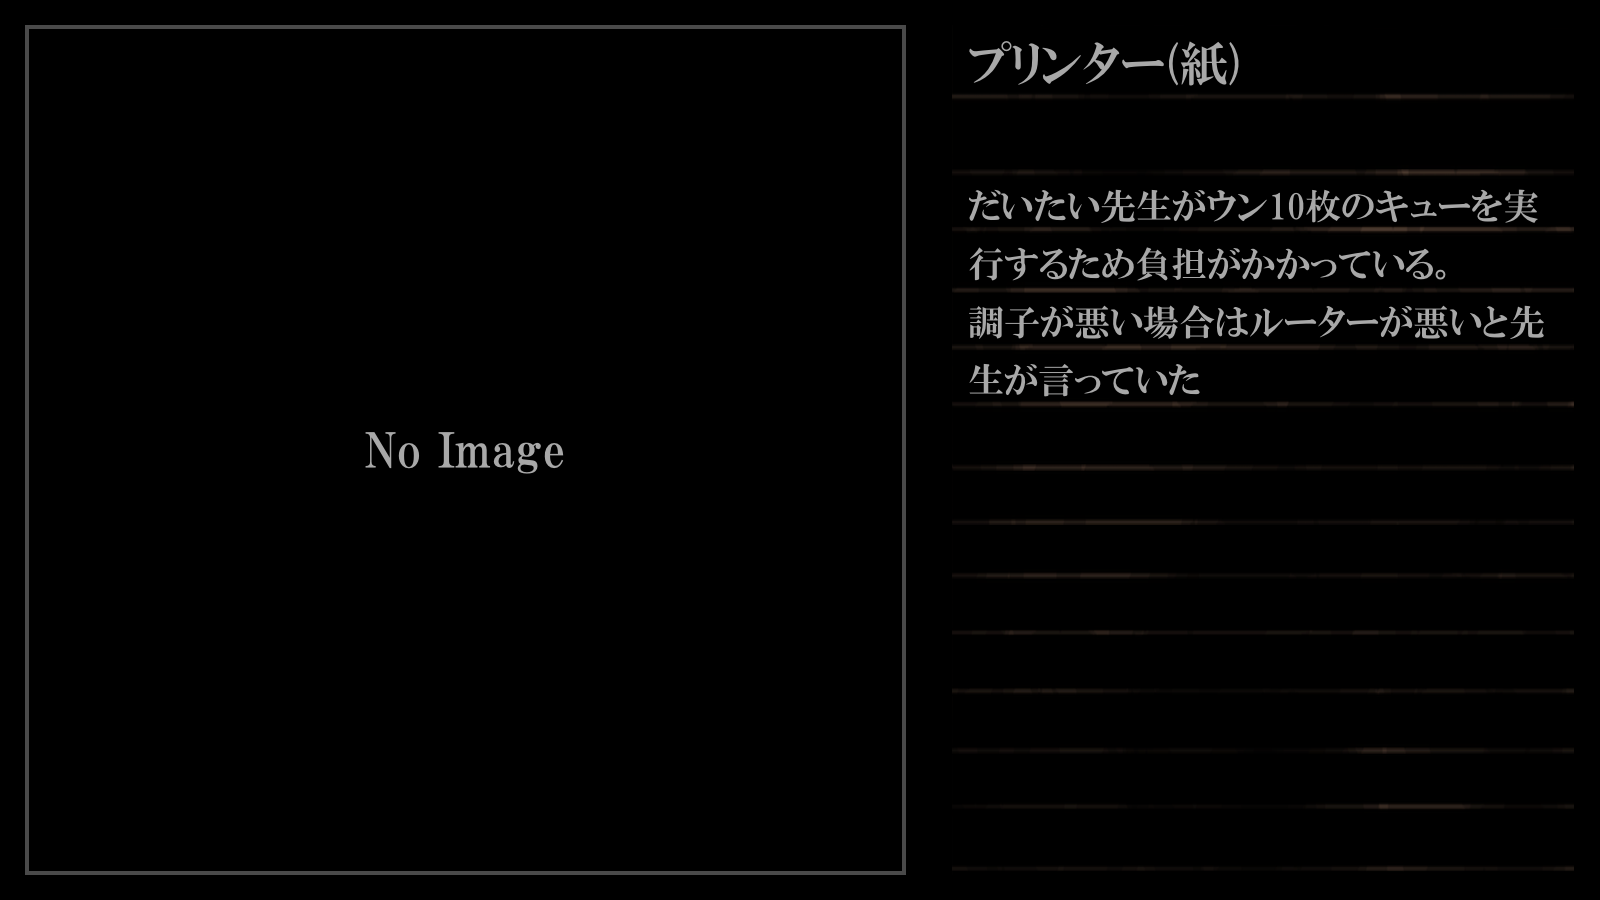 No Image
プリンター(紙)
だいたい先生がウン10枚のキューを実
行するため負担がかかっている。
調子が悪い場合はルーターが悪いと先
生が言っていた